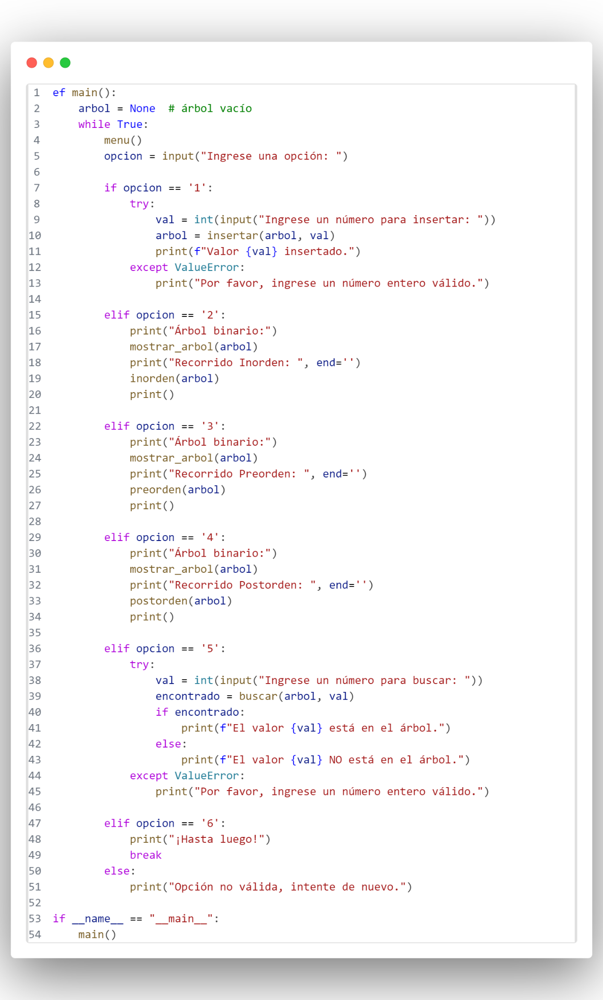 1 ef main():
2     arbol = None  # árbol vacío
3     while True:
4         menu()
5         opcion = input("Ingrese una opción: ")
6
7         if opcion == '1':
8             try:
9                 val = int(input("Ingrese un número para insertar: "))
10                 arbol = insertar(arbol, val)
11                 print(f"Valor {val} insertado.")
12             except ValueError:
13                 print("Por favor, ingrese un número entero válido.")
14
15         elif opcion == '2':
16             print("Árbol binario:")
17             mostrar_arbol(arbol)
18             print("Recorrido Inorden: ", end='')
19             inorden(arbol)
20             print()
21
22         elif opcion == '3':
23             print("Árbol binario:")
24             mostrar_arbol(arbol)
25             print("Recorrido Preorden: ", end='')
26             preorden(arbol)
27             print()
28
29         elif opcion == '4':
30             print("Árbol binario:")
31             mostrar_arbol(arbol)
32             print("Recorrido Postorden: ", end='')
33             postorden(arbol)
34             print()
35
36         elif opcion == '5':
37             try:
38                 val = int(input("Ingrese un número para buscar: "))
39                 encontrado = buscar(arbol, val)
40                 if encontrado:
41                     print(f"El valor {val} está en el árbol.")
42                 else:
43                     print(f"El valor {val} NO está en el árbol.")
44             except ValueError:
45                 print("Por favor, ingrese un número entero válido.")
46
47         elif opcion == '6':
48             print("¡Hasta luego!")
49             break
50         else:
51             print("Opción no válida, intente de nuevo.")
52
53 if __name__ == "__main__":
54     main()